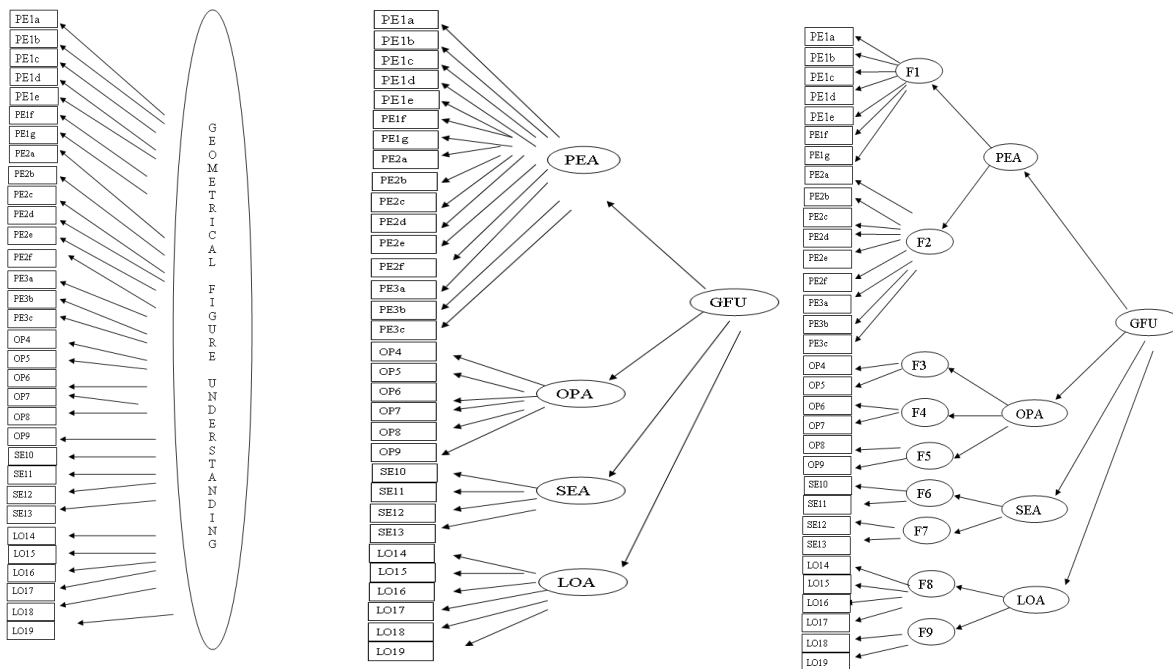 PE1a
PE1b
PE1c
PE1d
PE1e
PE1f
PE1g
PE2a
PE2b
PE2c
PE2d
PE2e
PE2f
PE3a
PE3b
PE3c
OP4
OP5
OP6
OP7
OP8
OP9
SE10
SE11
SE12
SE13
LO14
LO15
LO16
LO17
LO18
LO19
GEOMETRICAL FIGURE UNDERSTANDING
PE1a
PE1b
PE1c
PE1d
PE1e
PE1f
PE1g
PE2a
PE2b
PE2c
PE2d
PE2e
PE2f
PE3a
PE3b
PE3c
OP4
OP5
OP6
OP7
OP8
OP9
SE10
SE11
SE12
SE13
LO14
LO15
LO16
LO17
LO18
LO19
PEA
OPA
SEA
LOA
GFU
PE1a
PE1b
PE1c
PE1d
PE1e
PE1f
PE1g
PE2a
PE2b
PE2c
PE2d
PE2e
PE2f
PE3a
PE3b
PE3c
OP4
OP5
OP6
OP7
OP8
OP9
SE10
SE11
SE12
SE13
LO14
LO15
LO16
LO17
LO18
LO19
F1
F2
F3
F4
F5
F6
F7
F8
F9
PEA
OPA
SEA
LOA
GFU